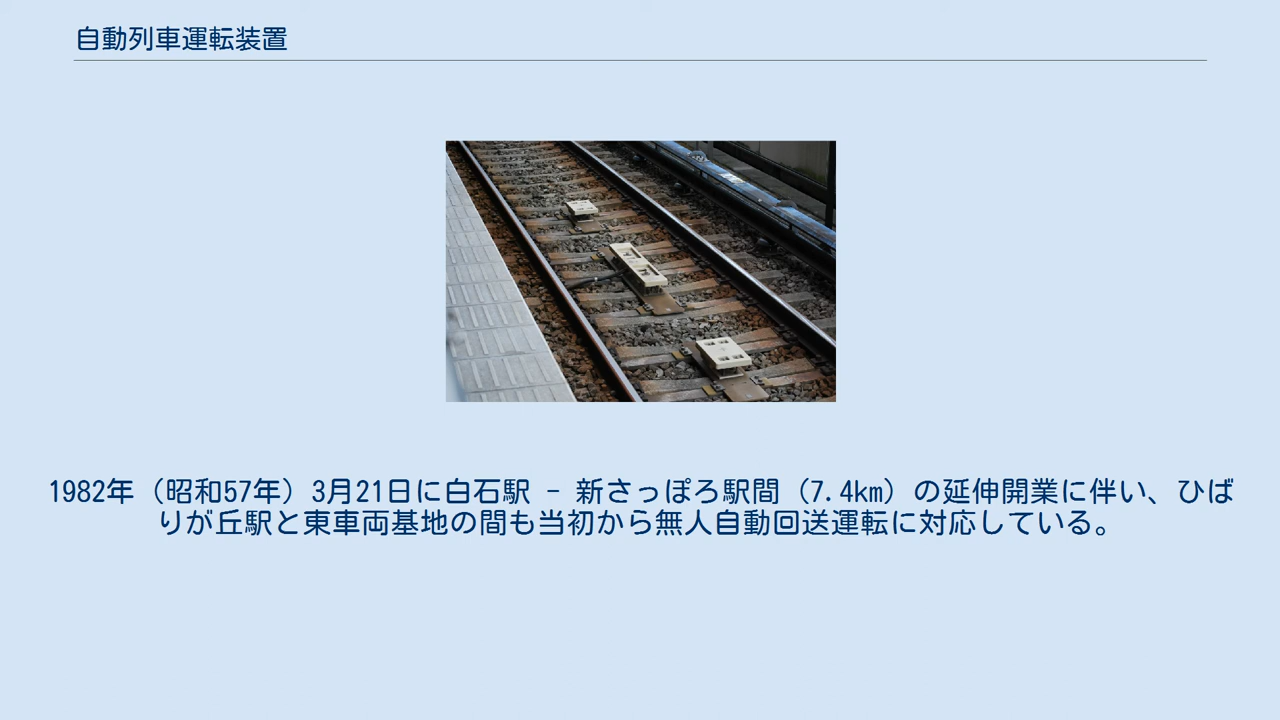 自動列車運転装置
1982年（昭和57年）3月21日に白石駅 - 新さっぽろ駅間（7.4km）の延伸開業に伴い、ひば
りが丘駅と東車両基地の間も当初から無人自動回送運転に対応している。